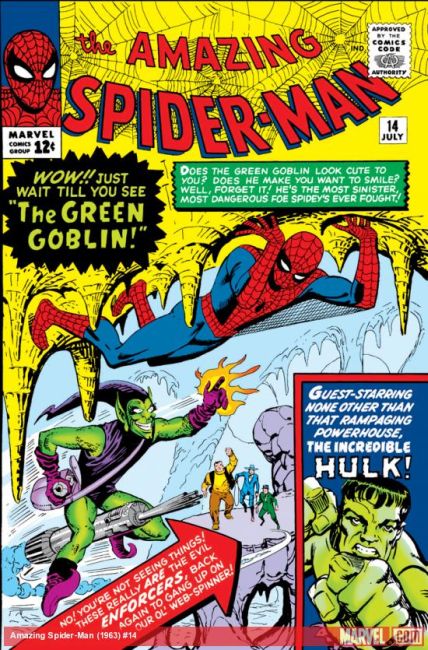 the AMAZING
SPIDER-MAN
IND.
APPROVED
BY THE
COMICS
CODE
AUTHORITY
MARVEL
COMICS
GROUP 12¢
14
JULY
WOW!! JUST
WAIT TILL YOU SEE
"The GREEN
GOBLIN!"
DOES THE GREEN GOBLIN LOOK CUTE TO
YOU? DOES HE MAKE YOU WANT TO SMILE?
WELL, FORGET IT! HE'S THE MOST SINISTER,
MOST DANGEROUS FOE SPIDEY'S EVER FOUGHT!
GUEST-STARRING
NONE OTHER THAN
THAT RAMPAGING
POWERHOUSE,
THE INCREDIBLE
HULK!
NO! YOU'RE NOT SEEING THINGS!
THESE REALLY ARE THE EVIL
ENFORCERS, BACK
AGAIN TO GANG UP ON
OUR OL' WEB-SPINNER!
Amazing Spider-Man (1963) #14
MARVEL.com